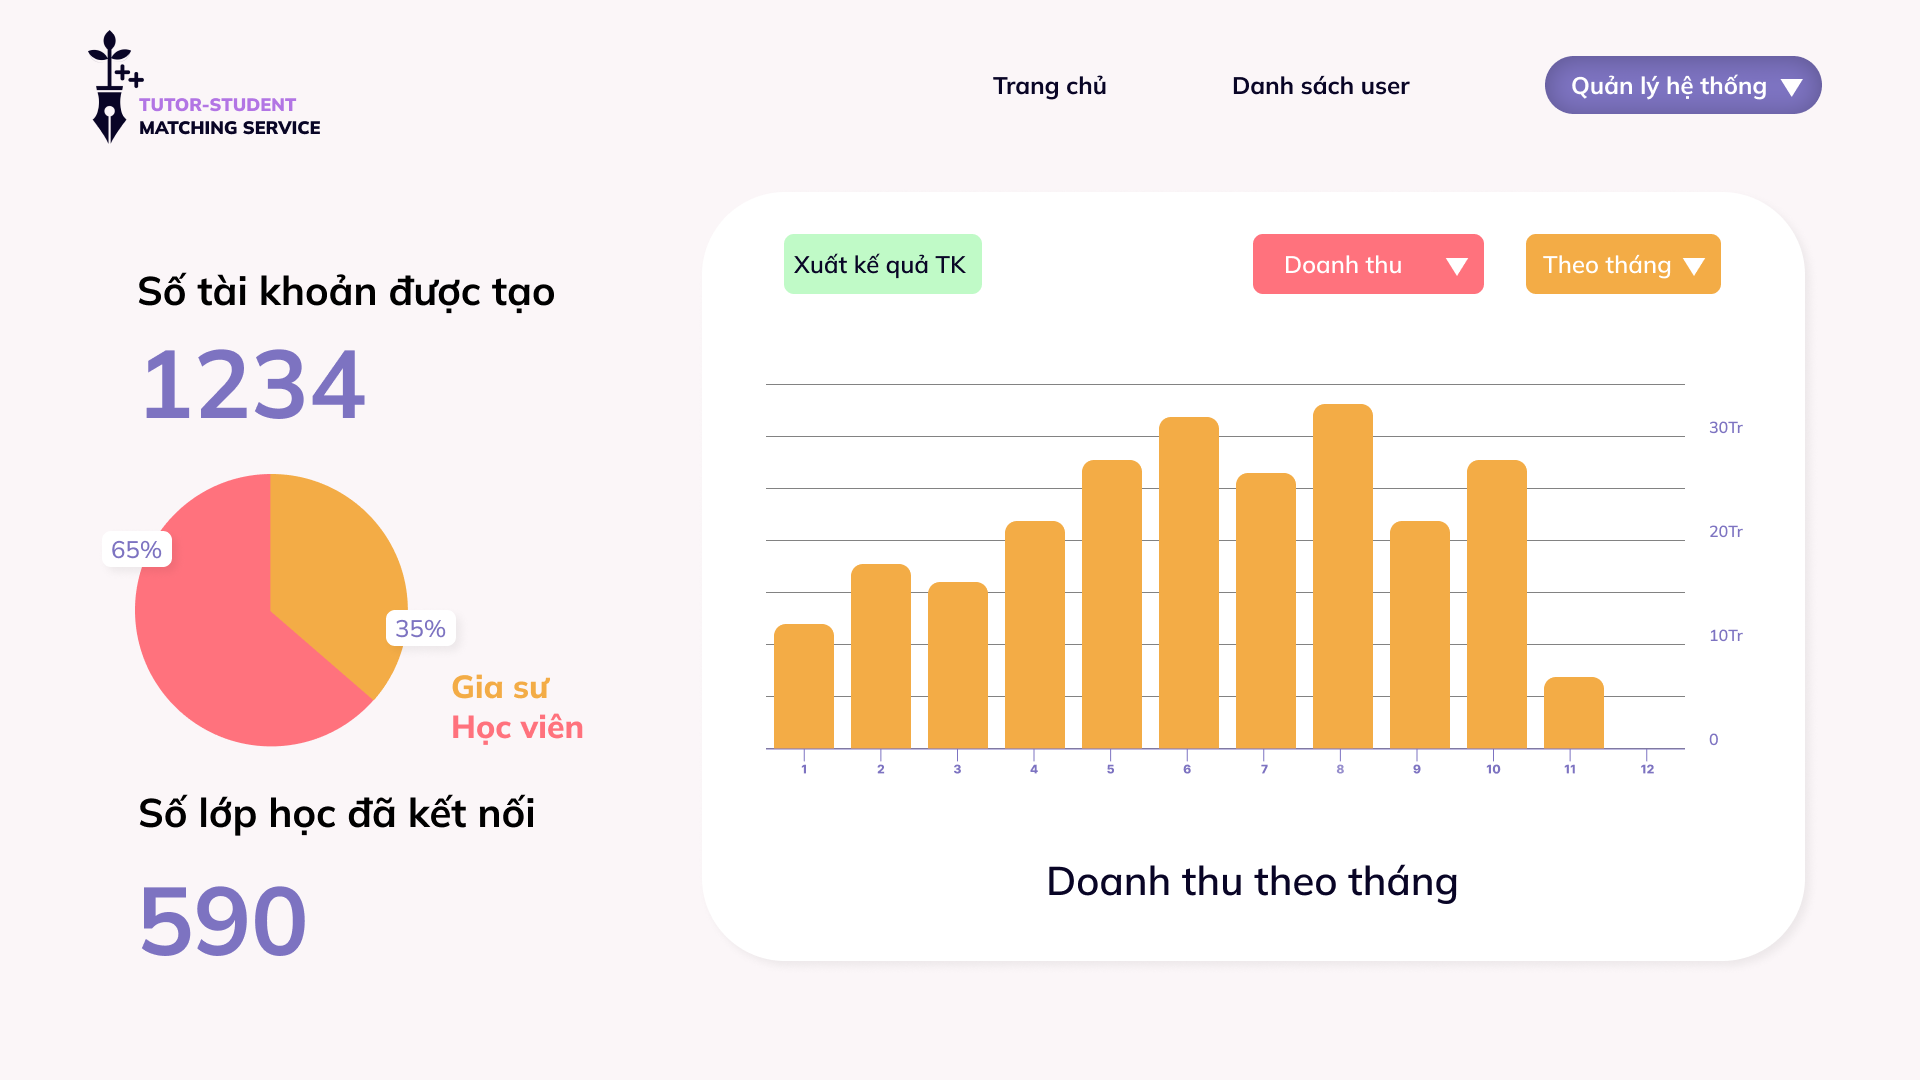 TUTOR-STUDENT
MATCHING SERVICE
Trang chủ
Danh sách user
Quản lý hệ thống
Số tài khoản được tạo
1234
65%
35%
Gia sư
Học viên
Số lớp học đã kết nối
590
Xuất kế quả TK
Doanh thu
Theo tháng
30Tr
20Tr
10Tr
0
1 2 3 4 5 6 7 8 9 10 11 12
Doanh thu theo tháng